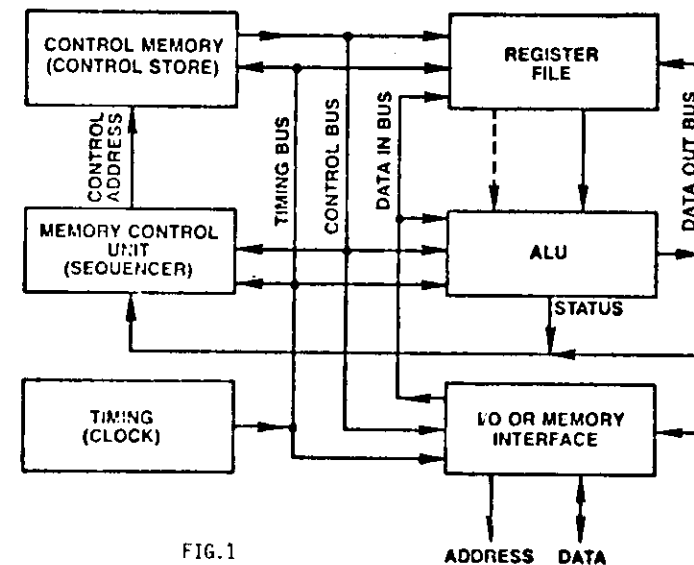 CONTROL MEMORY
(CONTROL STORE)
REGISTER
FILE
CONTROL
ADDRESS
TIMING BUS
CONTROL BUS
DATA IN BUS
DATA OUT BUS
MEMORY CONTROL
UNIT
(SEQUENCER)
ALU
STATUS
TIMING
(CLOCK)
I/O OR MEMORY
INTERFACE
FIG.1
ADDRESS DATA